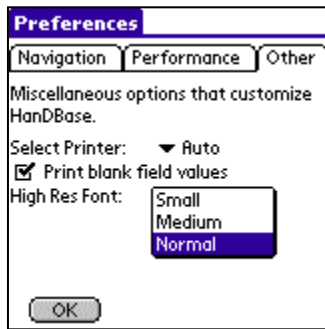 Preferences
Navigation Performance Other
Miscellaneous options that customize
HanDBase.
Select Printer: Auto
Print blank field values
High Res Font: Small
Medium
Normal
OK